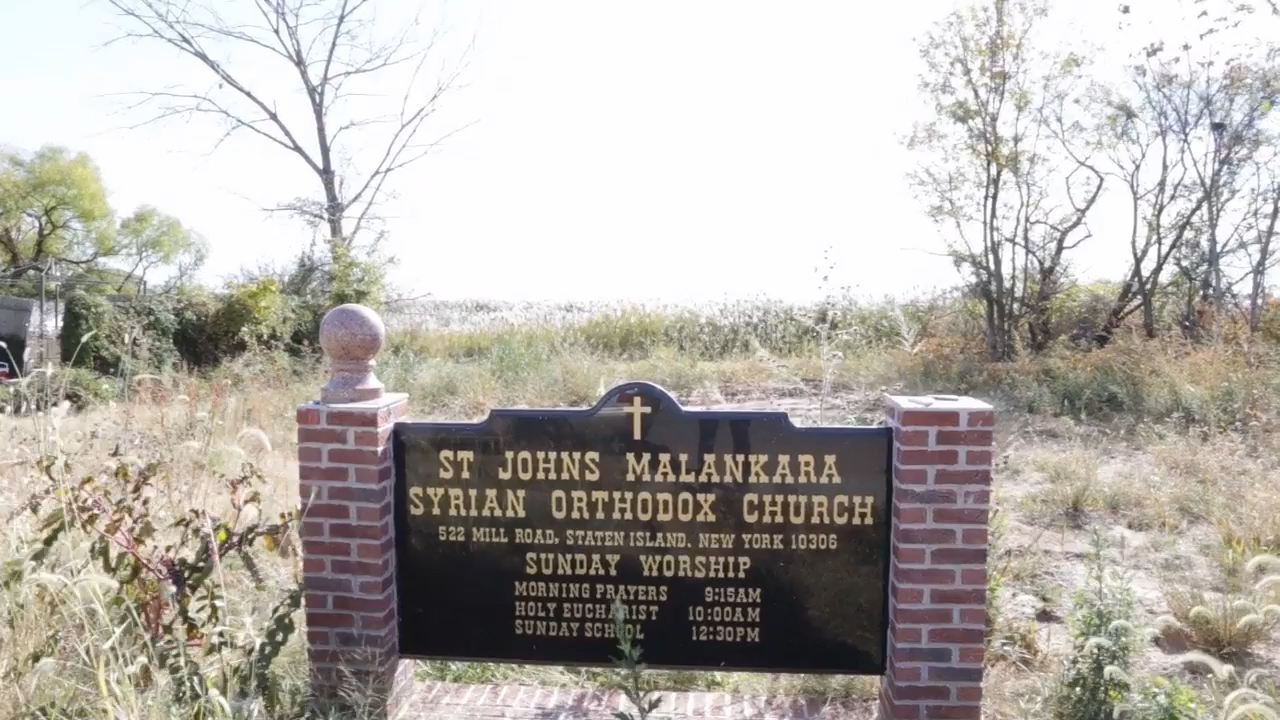 ST JOHNS MALANKARA
SYRIAN ORTHODOX CHURCH
522 MILL ROAD, STATEN ISLAND, NEW YORK 10306
SUNDAY WORSHIP
MORNING PRAYERS 9:15AM
HOLY EUCHARIST 10:00AM
SUNDAY SCHOOL 12:30PM